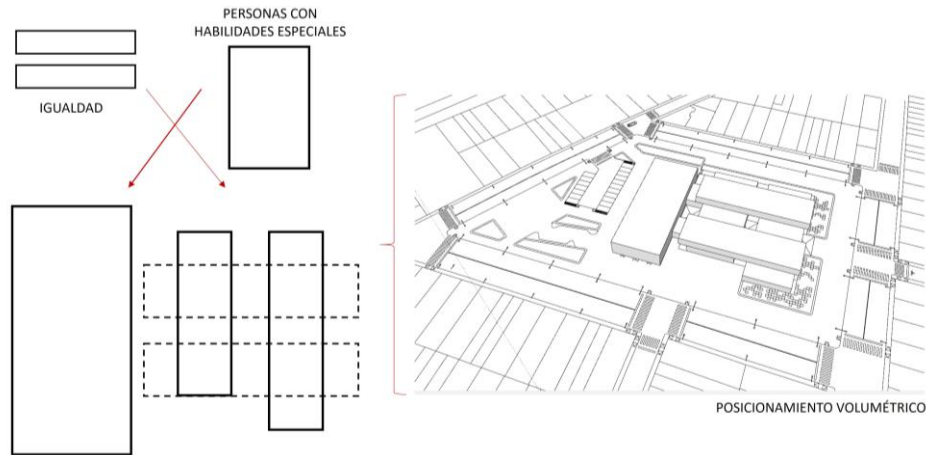 PERSONAS CON
HABILIDADES ESPECIALES
IGUALDAD
POSICIONAMIENTO VOLUMÉTRICO